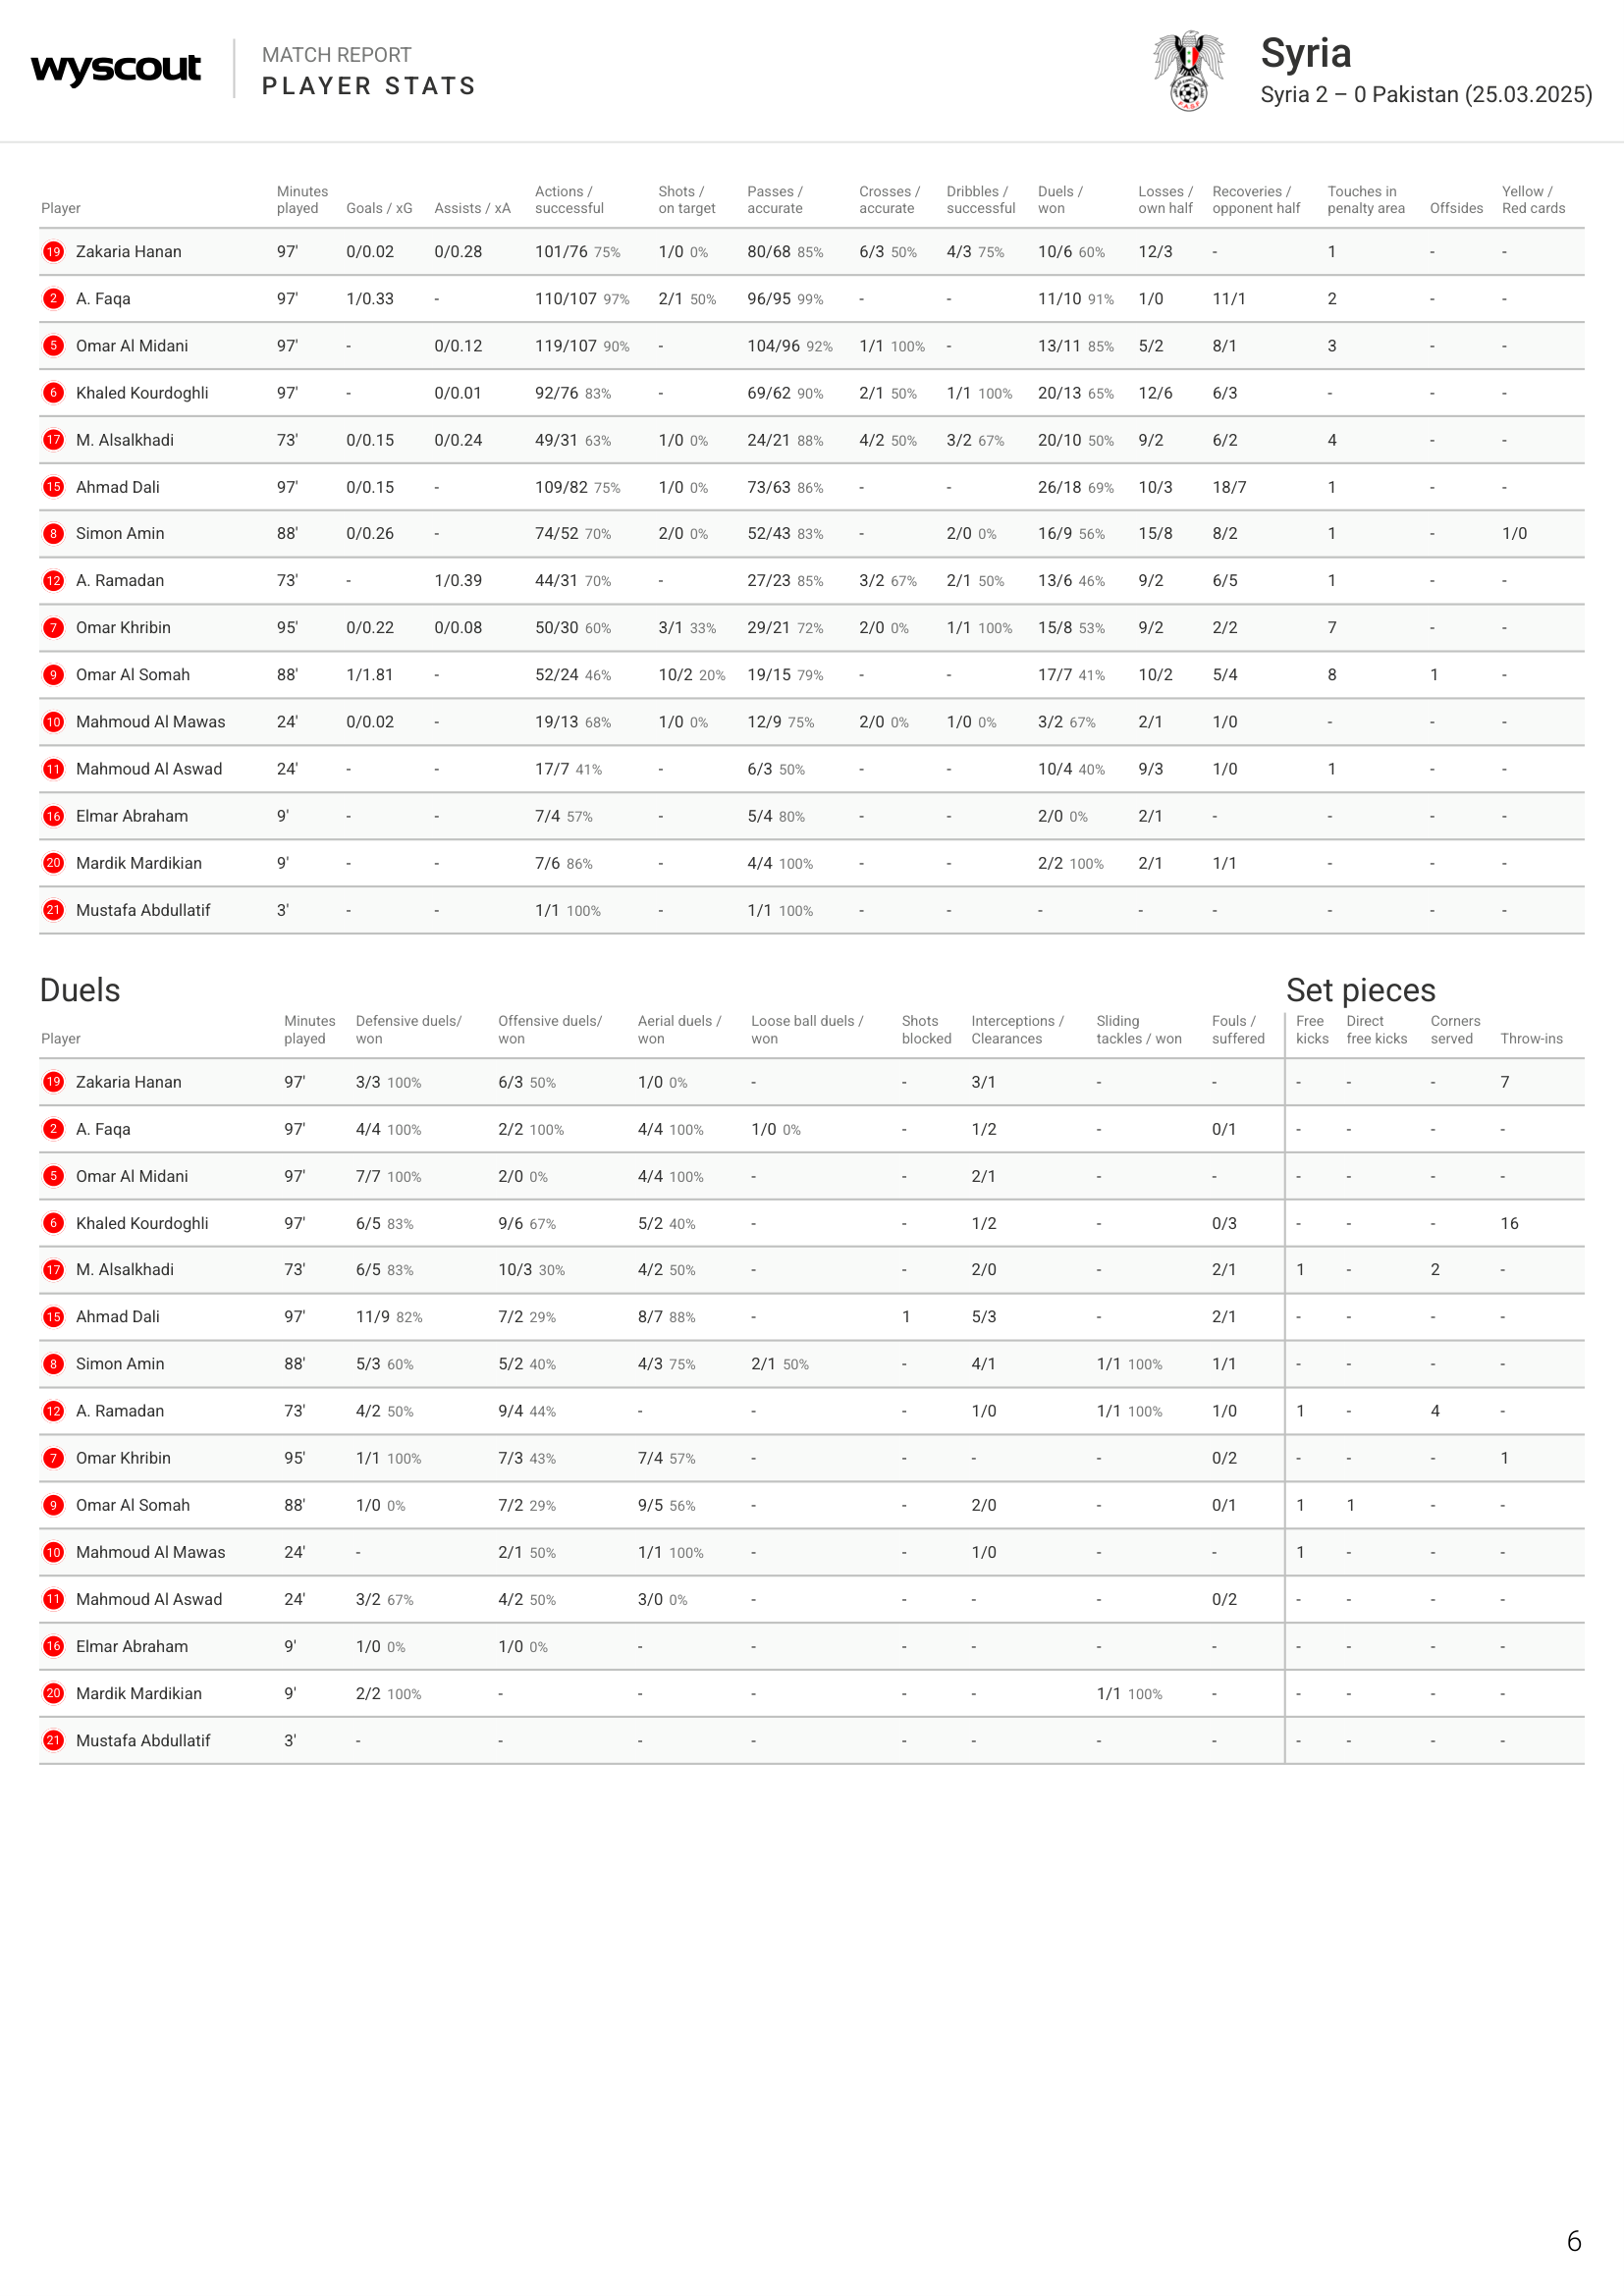 wyscout
MATCH REPORT
PLAYER STATS
Syria
Syria 2 – 0 Pakistan (25.03.2025)
Player Minutes played Goals / xG Assists / xA Actions / successful Shots / on target Passes / accurate Crosses / accurate Dribbles / successful Duels / won Losses / own half Recoveries / opponent half Touches in penalty area Offsides Yellow / Red cards
19 Zakaria Hanan 97' 0/0.02 0/0.28 101/76 75% 1/0 0% 80/68 85% 6/3 50% 4/3 75% 10/6 60% 12/3 - 1 - -
2 A. Faqa 97' 1/0.33 - 110/107 97% 2/1 50% 96/95 99% - - 11/10 91% 1/0 11/1 2 - -
5 Omar Al Midani 97' - 0/0.12 119/107 90% - 104/96 92% 1/1 100% - 13/11 85% 5/2 8/1 3 - -
6 Khaled Kourdoghli 97' - 0/0.01 92/76 83% - 69/62 90% 2/1 50% 1/1 100% 20/13 65% 12/6 6/3 - - -
17 M. Alsalkhadi 73' 0/0.15 0/0.24 49/31 63% 1/0 0% 24/21 88% 4/2 50% 3/2 67% 20/10 50% 9/2 6/2 4 - -
15 Ahmad Dali 97' 0/0.15 - 109/82 75% 1/0 0% 73/63 86% - - 26/18 69% 10/3 18/7 1 - -
8 Simon Amin 88' 0/0.26 - 74/52 70% 2/0 0% 52/43 83% - 2/0 0% 16/9 56% 15/8 8/2 1 - 1/0
12 A. Ramadan 73' - 1/0.39 44/31 70% - 27/23 85% 3/2 67% 2/1 50% 13/6 46% 9/2 6/5 1 - -
7 Omar Khribin 95' 0/0.22 0/0.08 50/30 60% 3/1 33% 29/21 72% 2/0 0% 1/1 100% 15/8 53% 9/2 2/2 7 - -
9 Omar Al Somah 88' 1/1.81 - 52/24 46% 10/2 20% 19/15 79% - - 17/7 41% 10/2 5/4 8 1 -
10 Mahmoud Al Mawas 24' 0/0.02 - 19/13 68% 1/0 0% 12/9 75% 2/0 0% 1/0 0% 3/2 67% 2/1 1/0 - - -
11 Mahmoud Al Aswad 24' - - 17/7 41% - 6/3 50% - - 10/4 40% 9/3 1/0 1 - -
16 Elmar Abraham 9' - - 7/4 57% - 5/4 80% - - 2/0 0% 2/1 - - - -
20 Mardik Mardikian 9' - - 7/6 86% - 4/4 100% - - 2/2 100% 2/1 1/1 - - -
21 Mustafa Abdullatif 3' - - 1/1 100% - 1/1 100% - - - - - - - -
Duels Set pieces
Player Minutes played Defensive duels/ won Offensive duels/ won Aerial duels / won Loose ball duels / won Shots blocked Interceptions / Clearances Sliding tackles / won Fouls / suffered Free kicks Direct free kicks Corners served Throw-ins
19 Zakaria Hanan 97' 3/3 100% 6/3 50% 1/0 0% - - 3/1 - - - - - 7
2 A. Faqa 97' 4/4 100% 2/2 100% 4/4 100% 1/0 0% - 1/2 - 0/1 - - - -
5 Omar Al Midani 97' 7/7 100% 2/0 0% 4/4 100% - - 2/1 - - - - - -
6 Khaled Kourdoghli 97' 6/5 83% 9/6 67% 5/2 40% - - 1/2 - 0/3 - - - 16
17 M. Alsalkhadi 73' 6/5 83% 10/3 30% 4/2 50% - - 2/0 - 2/1 1 - 2 -
15 Ahmad Dali 97' 11/9 82% 7/2 29% 8/7 88% - 1 5/3 - 2/1 - - - -
8 Simon Amin 88' 5/3 60% 5/2 40% 4/3 75% 2/1 50% - 4/1 1/1 100% 1/1 - - - -
12 A. Ramadan 73' 4/2 50% 9/4 44% - - - 1/0 1/1 100% 1/0 1 - 4 -
7 Omar Khribin 95' 1/1 100% 7/3 43% 7/4 57% - - - - 0/2 - - - 1
9 Omar Al Somah 88' 1/0 0% 7/2 29% 9/5 56% - - 2/0 - 0/1 1 1 - -
10 Mahmoud Al Mawas 24' - 2/1 50% 1/1 100% - - 1/0 - - 1 - - -
11 Mahmoud Al Aswad 24' 3/2 67% 4/2 50% 3/0 0% - - - - 0/2 - - - -
16 Elmar Abraham 9' 1/0 0% 1/0 0% - - - - - - - - - -
20 Mardik Mardikian 9' 2/2 100% - - - - - 1/1 100% - - - - -
21 Mustafa Abdullatif 3' - - - - - - - - - - - -
6